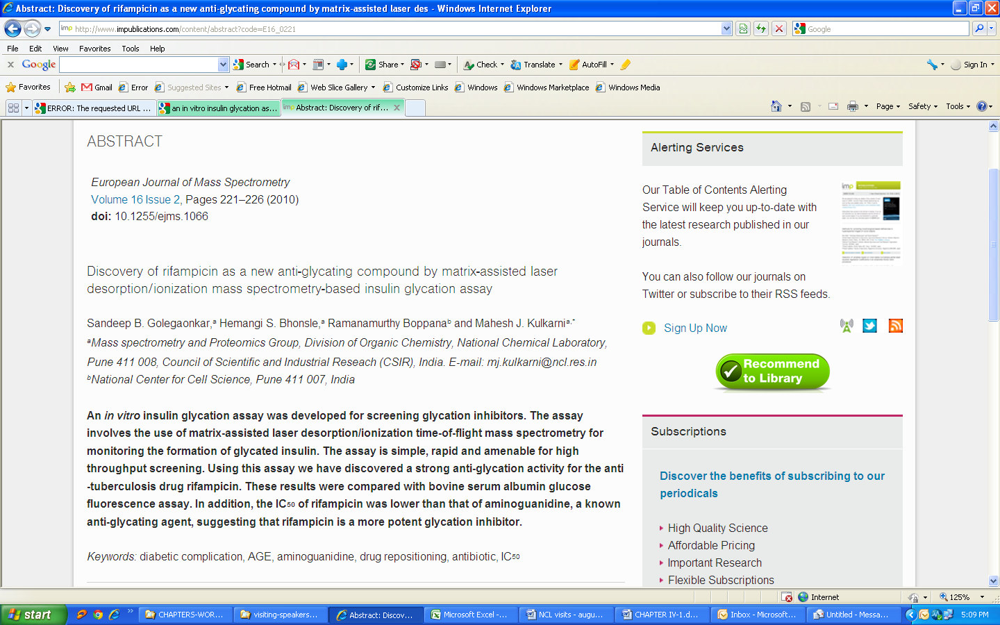 Abstract: Discovery of rifampicin as a new anti-glycating compound by matrix-assisted laser des - Windows Internet Explorer
http://www.impublications.com/content/abstract?code=E16_0221
Google
File Edit View Favorites Tools Help
Google Search Share Check Translate AutoFill Sign In
Favorites Gmail Error Suggested Sites Free Hotmail Web Slice Gallery Customize Links Windows Windows Marketplace Windows Media
ERROR: The requested URL ... an in vitro insulin glycation as... Abstract: Discovery of rif... Page Safety Tools
ABSTRACT
European Journal of Mass Spectrometry
Volume 16 Issue 2, Pages 221–226 (2010)
doi: 10.1255/ejms.1066
Discovery of rifampicin as a new anti-glycating compound by matrix-assisted laser
desorption/ionization mass spectrometry-based insulin glycation assay
Sandeep B. Golegaonkar,a Hemangi S. Bhonsle,a Ramanamurthy Boppanab and Mahesh J. Kulkarnia,*
aMass spectrometry and Proteomics Group, Division of Organic Chemistry, National Chemical Laboratory,
Pune 411 008, Council of Scientific and Industrial Reseach (CSIR), India. E-mail: mj.kulkarni@ncl.res.in
bNational Center for Cell Science, Pune 411 007, India
An in vitro insulin glycation assay was developed for screening glycation inhibitors. The assay
involves the use of matrix-assisted laser desorption/ionization time-of-flight mass spectrometry for
monitoring the formation of glycated insulin. The assay is simple, rapid and amenable for high
throughput screening. Using this assay we have discovered a strong anti-glycation activity for the anti
-tuberculosis drug rifampicin. These results were compared with bovine serum albumin glucose
fluorescence assay. In addition, the IC50 of rifampicin was lower than that of aminoguanidine, a known
anti-glycating agent, suggesting that rifampicin is a more potent glycation inhibitor.
Keywords: diabetic complication, AGE, aminoguanidine, drug repositioning, antibiotic, IC50
Alerting Services
Our Table of Contents Alerting
Service will keep you up-to-date with
the latest research published in our
journals.
You can also follow our journals on
Twitter or subscribe to their RSS feeds.
Sign Up Now
Recommend
to Library
Subscriptions
Discover the benefits of subscribing to our
periodicals
High Quality Science
Affordable Pricing
Important Research
Flexible Subscriptions
Internet 125%
start CHAPTERS-WOR... visiting-speakers... Abstract: Discov... Microsoft Excel -... NCL visits - augu... CHAPTER IV-1.d... Inbox - Microsoft... Untitled - Messa... 5:09 PM